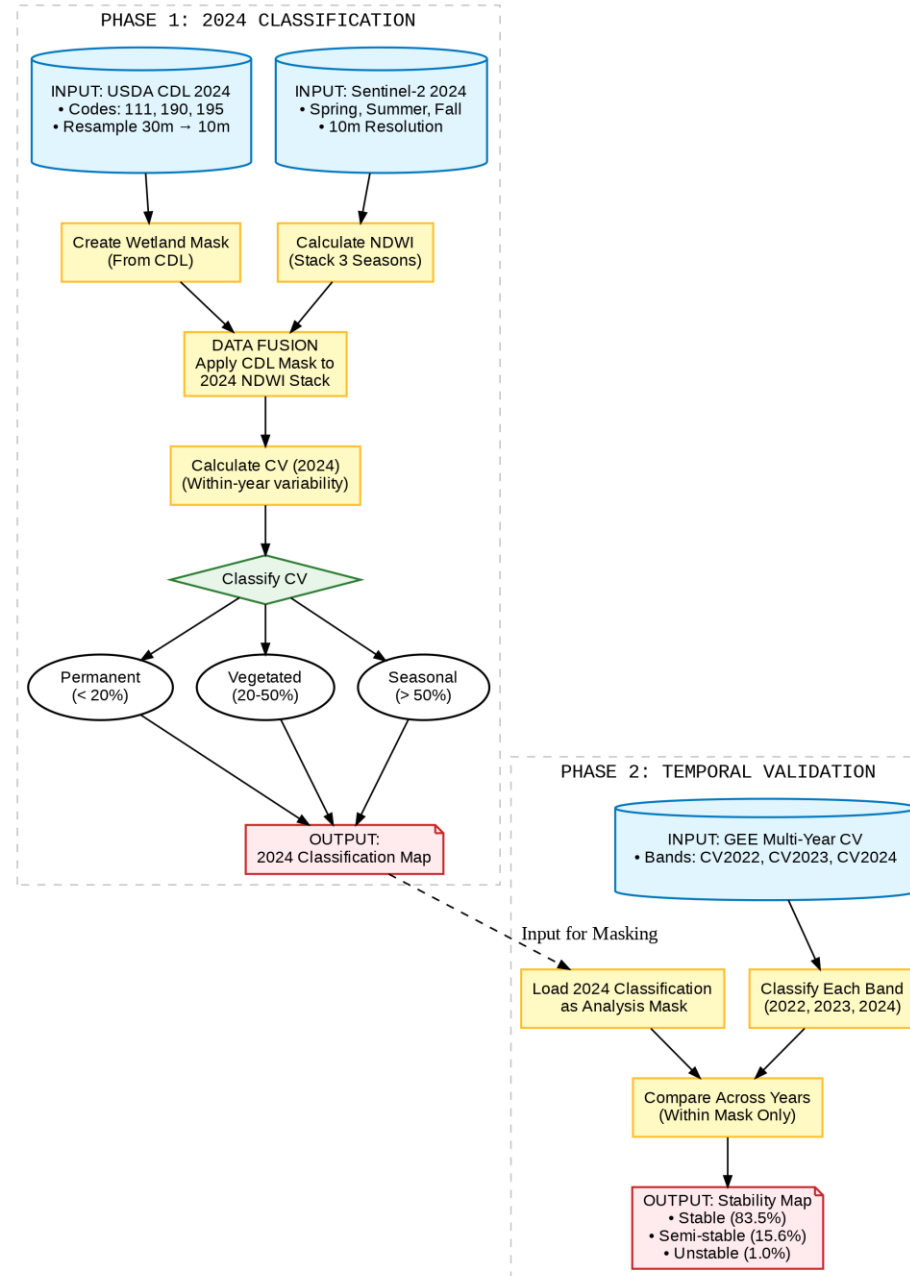 PHASE 1: 2024 CLASSIFICATION
INPUT: USDA CDL 2024
• Codes: 111, 190, 195
• Resample 30m → 10m
INPUT: Sentinel-2 2024
• Spring, Summer, Fall
• 10m Resolution
Create Wetland Mask
(From CDL)
Calculate NDWI
(Stack 3 Seasons)
DATA FUSION
Apply CDL Mask to
2024 NDWI Stack
Calculate CV (2024)
(Within-year variability)
Classify CV
Permanent
(< 20%)
Vegetated
(20-50%)
Seasonal
(> 50%)
OUTPUT:
2024 Classification Map
PHASE 2: TEMPORAL VALIDATION
INPUT: GEE Multi-Year CV
• Bands: CV2022, CV2023, CV2024
Input for Masking
Load 2024 Classification
as Analysis Mask
Classify Each Band
(2022, 2023, 2024)
Compare Across Years
(Within Mask Only)
OUTPUT: Stability Map
• Stable (83.5%)
• Semi-stable (15.6%)
• Unstable (1.0%)